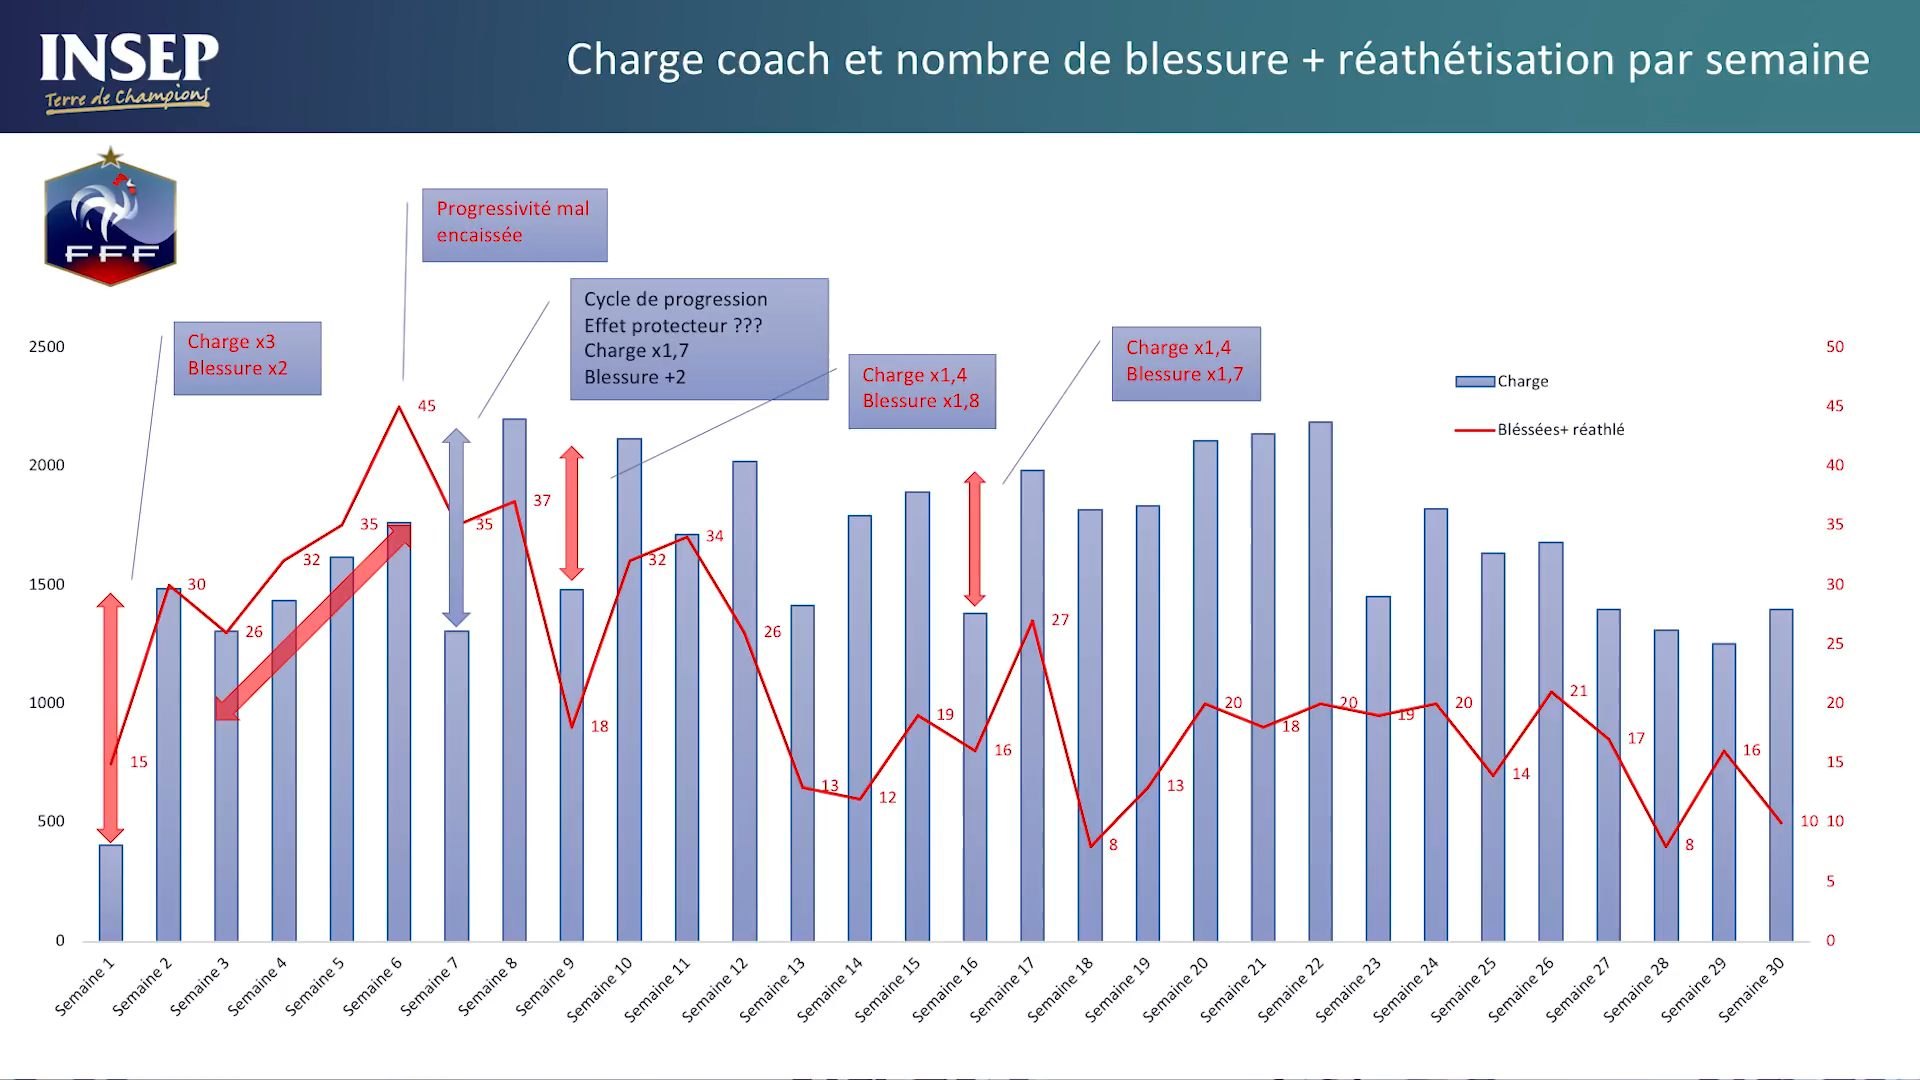 INSEP
Terre de Champions
Charge coach et nombre de blessure + réathétisation par semaine
FFF
Progressivité mal
encaissée
Cycle de progression
Effet protecteur ???
Charge x1,7
Blessure +2
Charge x3
Blessure x2
Charge x1,4
Blessure x1,8
Charge x1,4
Blessure x1,7
Charge
Bléssées+ réathlé
2500
2000
1500
1000
500
0
50
45
40
35
30
25
20
15
10
5
0
15
30
26
32
35
45
35
37
18
32
34
26
13
12
19
16
27
8
13
20
18
20
19
20
14
21
17
8
16
10
Semaine 1
Semaine 2
Semaine 3
Semaine 4
Semaine 5
Semaine 6
Semaine 7
Semaine 8
Semaine 9
Semaine 10
Semaine 11
Semaine 12
Semaine 13
Semaine 14
Semaine 15
Semaine 16
Semaine 17
Semaine 18
Semaine 19
Semaine 20
Semaine 21
Semaine 22
Semaine 23
Semaine 24
Semaine 25
Semaine 26
Semaine 27
Semaine 28
Semaine 29
Semaine 30